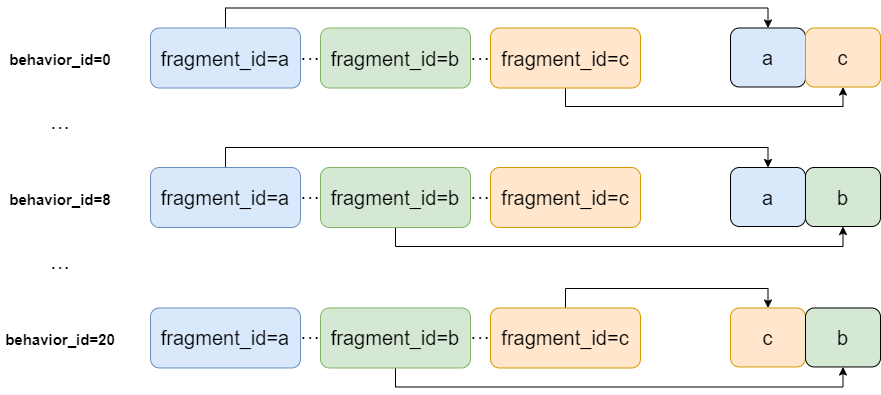 behavior_id=0 fragment_id=a ... fragment_id=b ... fragment_id=c a c
...
behavior_id=8 fragment_id=a ... fragment_id=b ... fragment_id=c a b
...
behavior_id=20 fragment_id=a ... fragment_id=b ... fragment_id=c c b